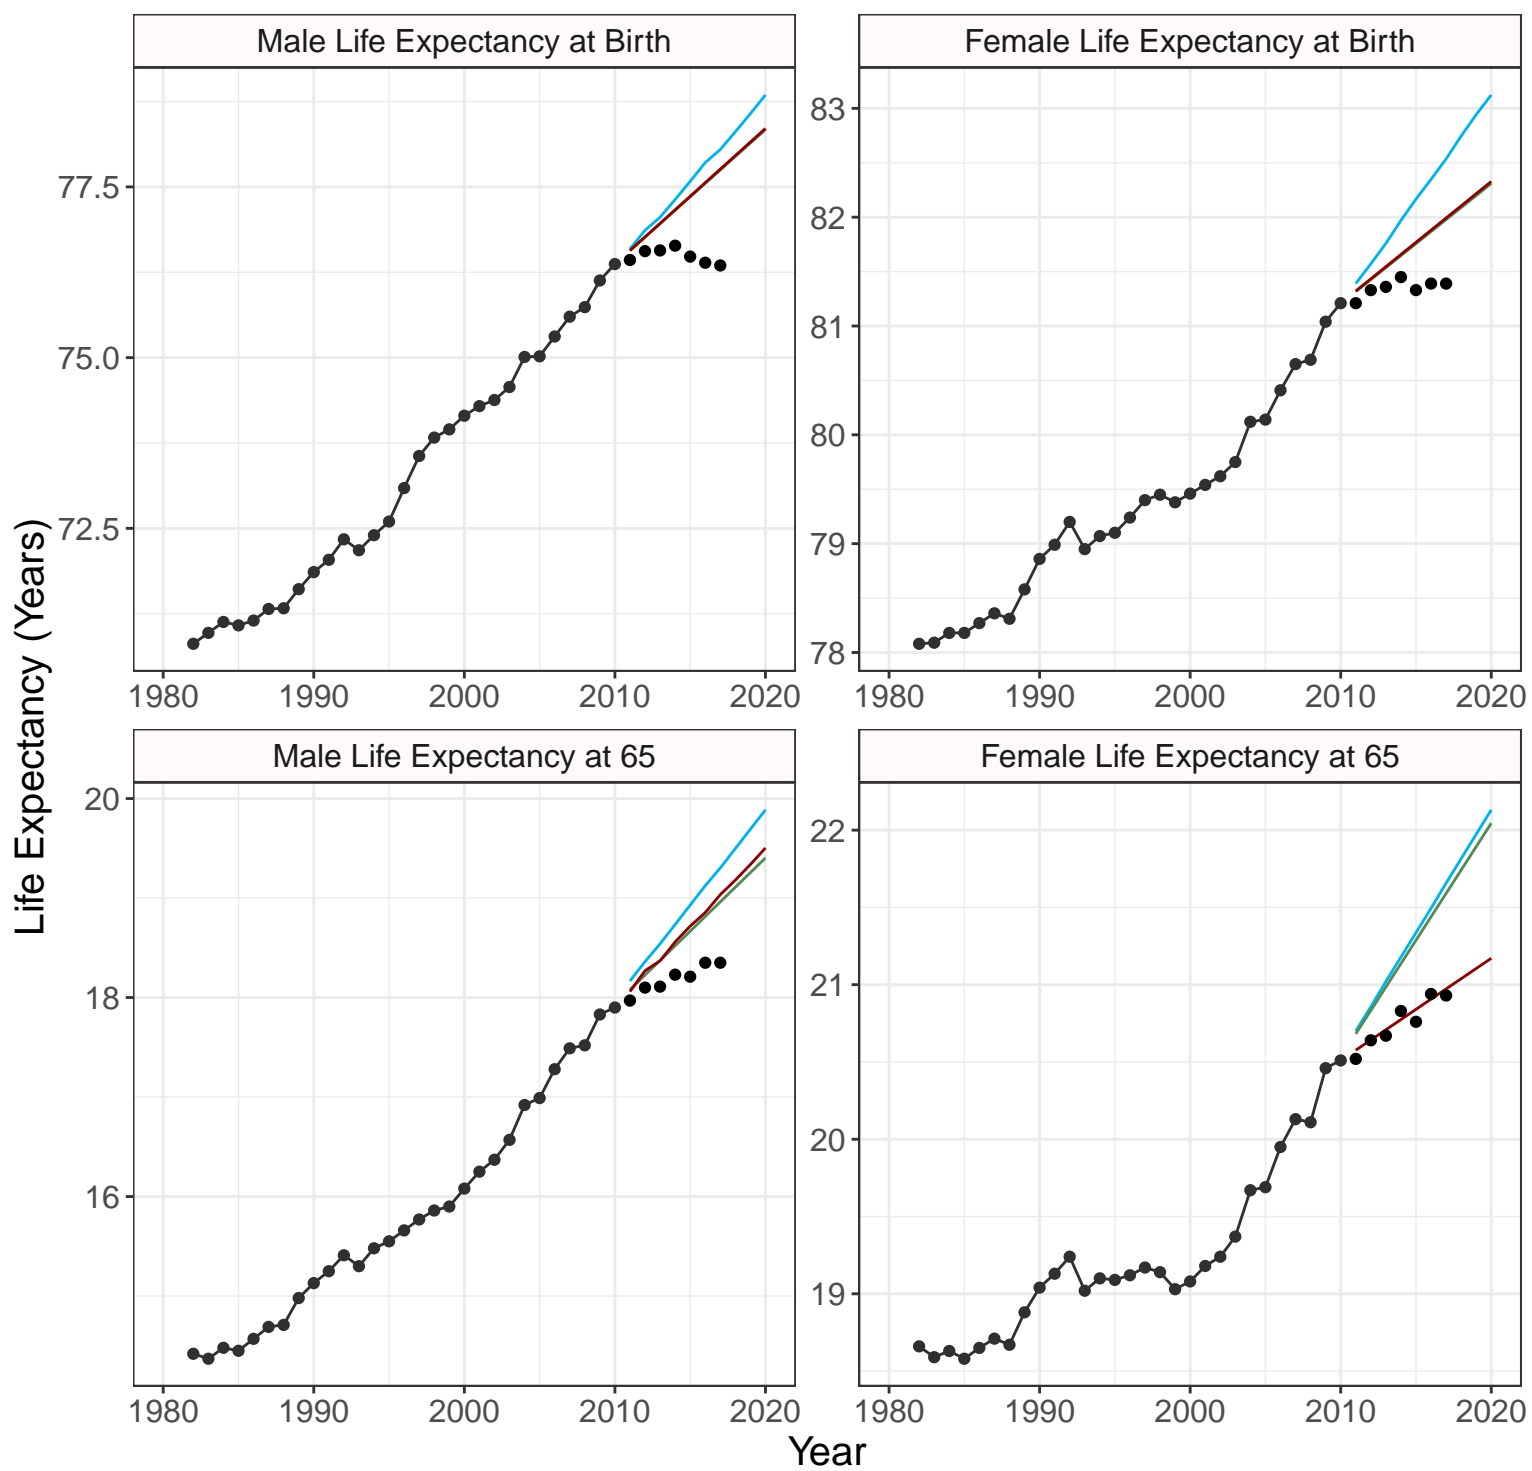 Male Life Expectancy at Birth
Female Life Expectancy at Birth
77.5
75.0
72.5
1980 1990 2000 2010 2020
83
82
81
80
79
78
1980 1990 2000 2010 2020
Life Expectancy (Years)
Male Life Expectancy at 65
Female Life Expectancy at 65
20
18
16
1980 1990 2000 2010 2020
22
21
20
19
1980 1990 2000 2010 2020
Year